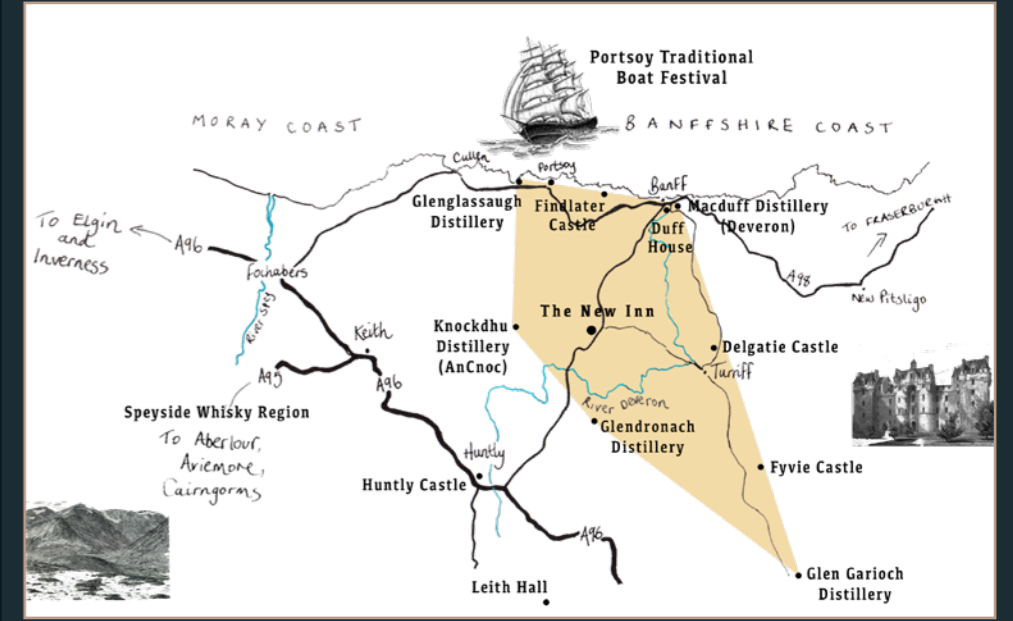 Portsoy Traditional
Boat Festival
MORAY COAST
BANFFSHIRE COAST
Cullen
Portsoy
Banff
Glenglassaugh
Distillery
Findlater
Castle
Macduff Distillery
(Deveron)
Duff
House
TO FRASERBURGH
To Elgin
and
Inverness
A96
Fochabers
A98
New Pitsligo
River Spey
The New Inn
Knockdhu
Distillery
(AnCnoc)
Keith
Delgatie Castle
Turriff
A95
A96
Speyside Whisky Region
River Deveron
To Aberlour,
Aviemore,
Cairngorms
Glendronach
Distillery
Huntly
Huntly Castle
Fyvie Castle
A96
Leith Hall
Glen Garioch
Distillery